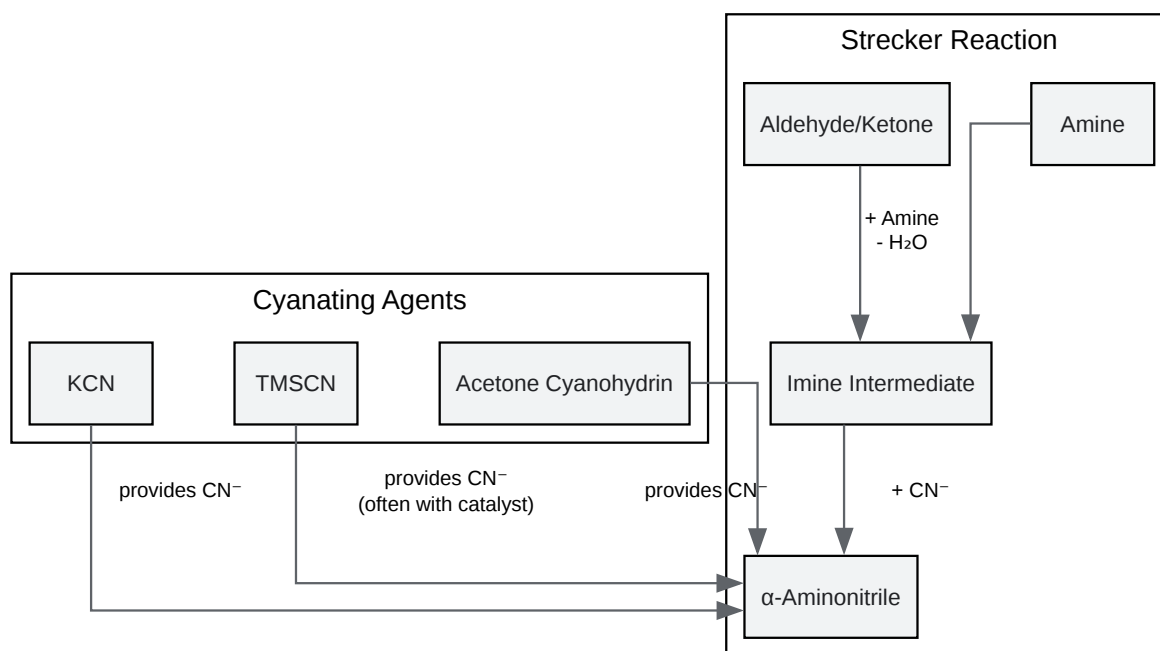 Strecker Reaction
Aldehyde/Ketone
Amine
+ Amine
- H₂O
Cyanating Agents
KCN
TMSCN
Acetone Cyanohydrin
Imine Intermediate
provides CN⁻
provides CN⁻
(often with catalyst)
provides CN⁻
+ CN⁻
α-Aminonitrile